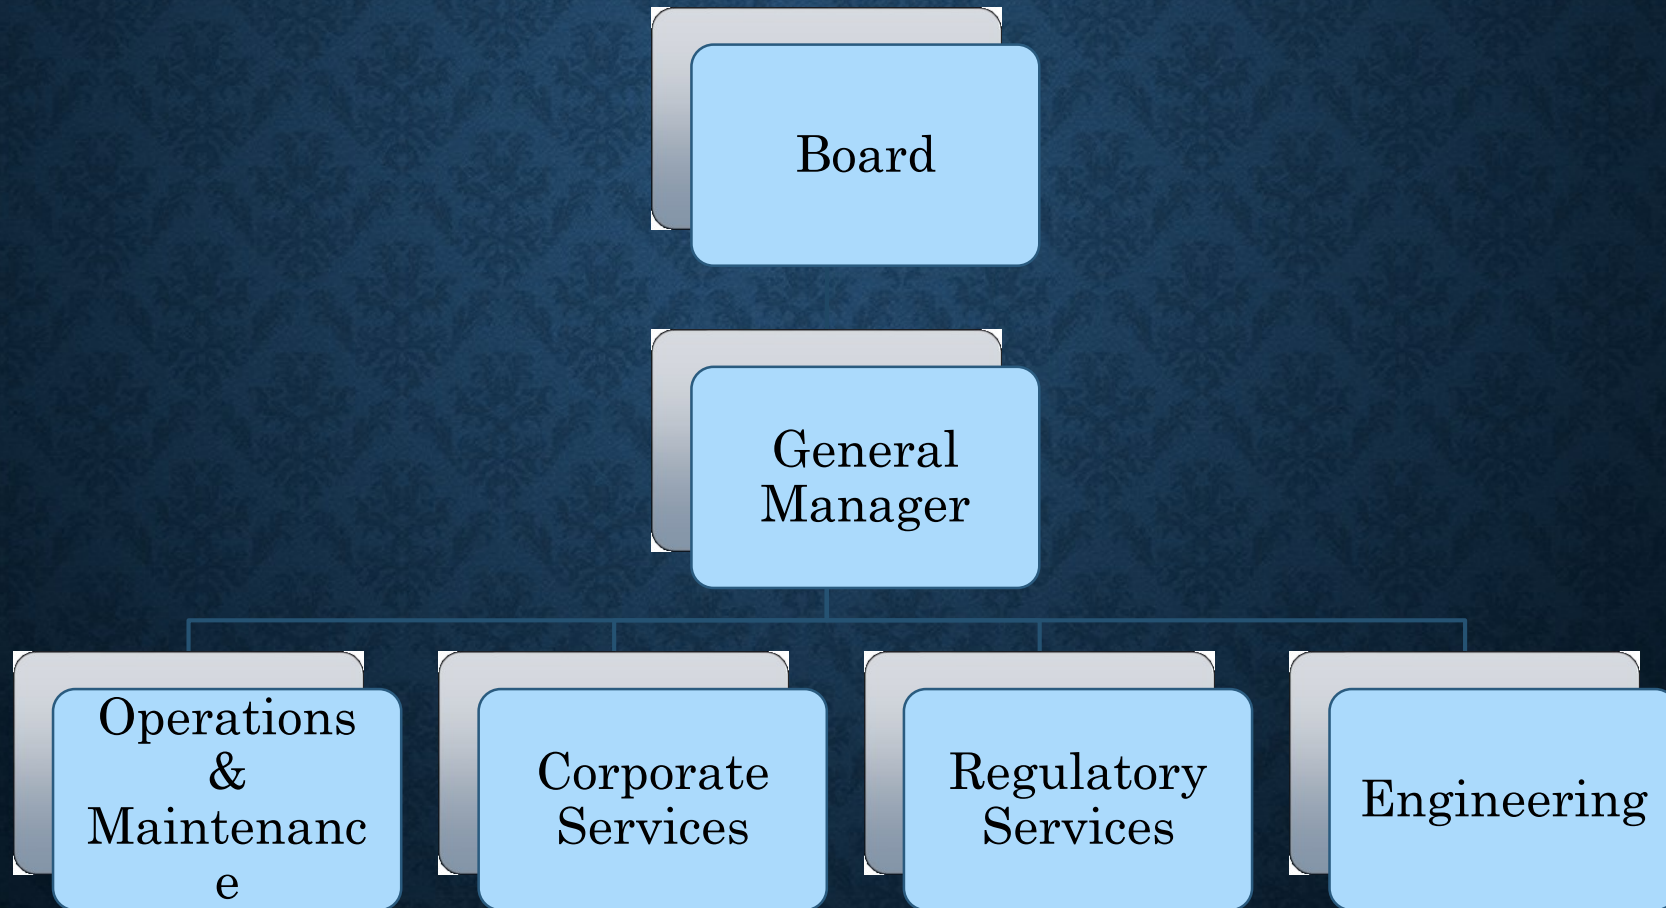 Board
General
Manager
Operations
&
Maintenanc
e
Corporate
Services
Regulatory
Services
Engineering